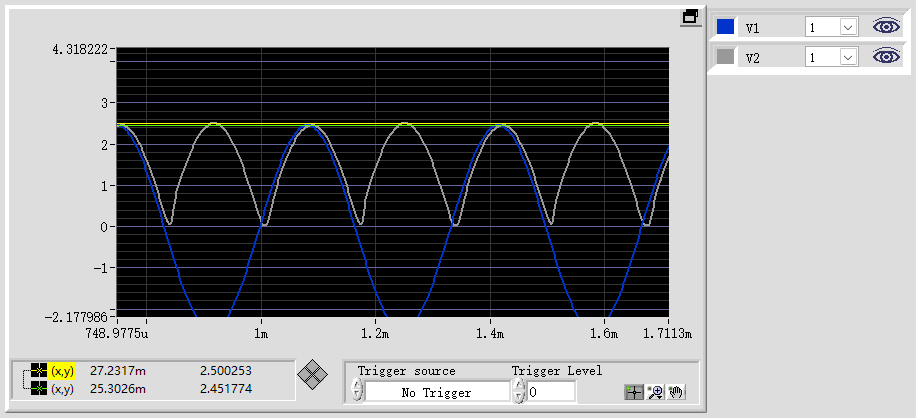 V1 1
V2 1
4.318222
3
2
1
0
-1
-2.177986
748.9775u 1m 1.2m 1.4m 1.6m 1.7113m
(x,y) 27.2317m 2.500253
(x,y) 25.3026m 2.451774
Trigger source Trigger Level
No Trigger 0